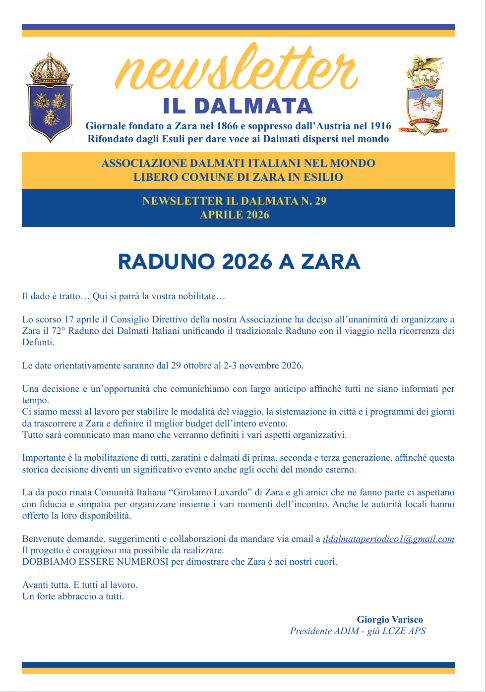 newsletter
IL DALMATA
Giornale fondato a Zara nel 1866 e soppresso dall'Austria nel 1916
Rifondato dagli Esuli per dare voce ai Dalmati dispersi nel mondo
ASSOCIAZIONE DALMATI ITALIANI NEL MONDO
LIBERO COMUNE DI ZARA IN ESILIO
NEWSLETTER IL DALMATA N. 29
APRILE 2026
RADUNO 2026 A ZARA
Il dado è tratto… Qui si parrà la vostra nobilitate…
Lo scorso 17 aprile il Consiglio Direttivo della nostra Associazione ha deciso all'unanimità di organizzare a
Zara il 72° Raduno dei Dalmati Italiani unificando il tradizionale Raduno con il viaggio nella ricorrenza dei
Defunti.
Le date orientativamente saranno dal 29 ottobre al 2-3 novembre 2026.
Una decisione e un'opportunità che comunichiamo con largo anticipo affinché tutti ne siano informati per
tempo.
Ci siamo messi al lavoro per stabilire le modalità del viaggio, la sistemazione in città e i programmi dei giorni
da trascorrere a Zara e definire il miglior budget dell'intero evento.
Tutto sarà comunicato man mano che verranno definiti i vari aspetti organizzativi.
Importante è la mobilitazione di tutti, zaratini e dalmati di prima, seconda e terza generazione, affinché questa
storica decisione diventi un significativo evento anche agli occhi del mondo esterno.
La da poco rinata Comunità Italiana "Girolamo Luxardo" di Zara e gli amici che ne fanno parte ci aspettano
con fiducia e simpatia per organizzare insieme i vari momenti dell'incontro. Anche le autorità locali hanno
offerto la loro disponibilità.
Benvenute domande, suggerimenti e collaborazioni da mandare via email a ildalmataperiodico1@gmail.com
Il progetto è coraggioso ma possibile da realizzare.
DOBBIAMO ESSERE NUMEROSI per dimostrare che Zara è nei nostri cuori.
Avanti tutta. E tutti al lavoro.
Un forte abbraccio a tutti.
Giorgio Varisco
Presidente ADIM - già LCZE APS